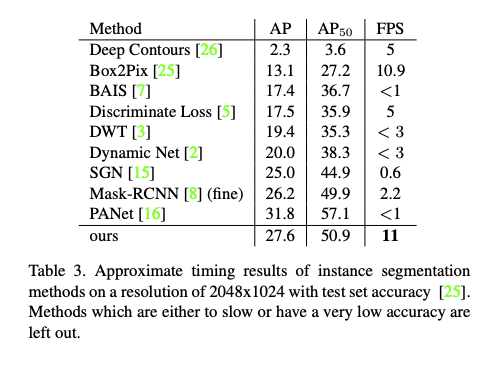 Method AP AP50 FPS
Deep Contours [26] 2.3 3.6 5
Box2Pix [25] 13.1 27.2 10.9
BAIS [7] 17.4 36.7 <1
Discriminate Loss [5] 17.5 35.9 5
DWT [3] 19.4 35.3 < 3
Dynamic Net [2] 20.0 38.3 < 3
SGN [15] 25.0 44.9 0.6
Mask-RCNN [8] (fine) 26.2 49.9 2.2
PANet [16] 31.8 57.1 <1
ours 27.6 50.9 11
Table 3. Approximate timing results of instance segmentation
methods on a resolution of 2048x1024 with test set accuracy [25].
Methods which are either to slow or have a very low accuracy are
left out.